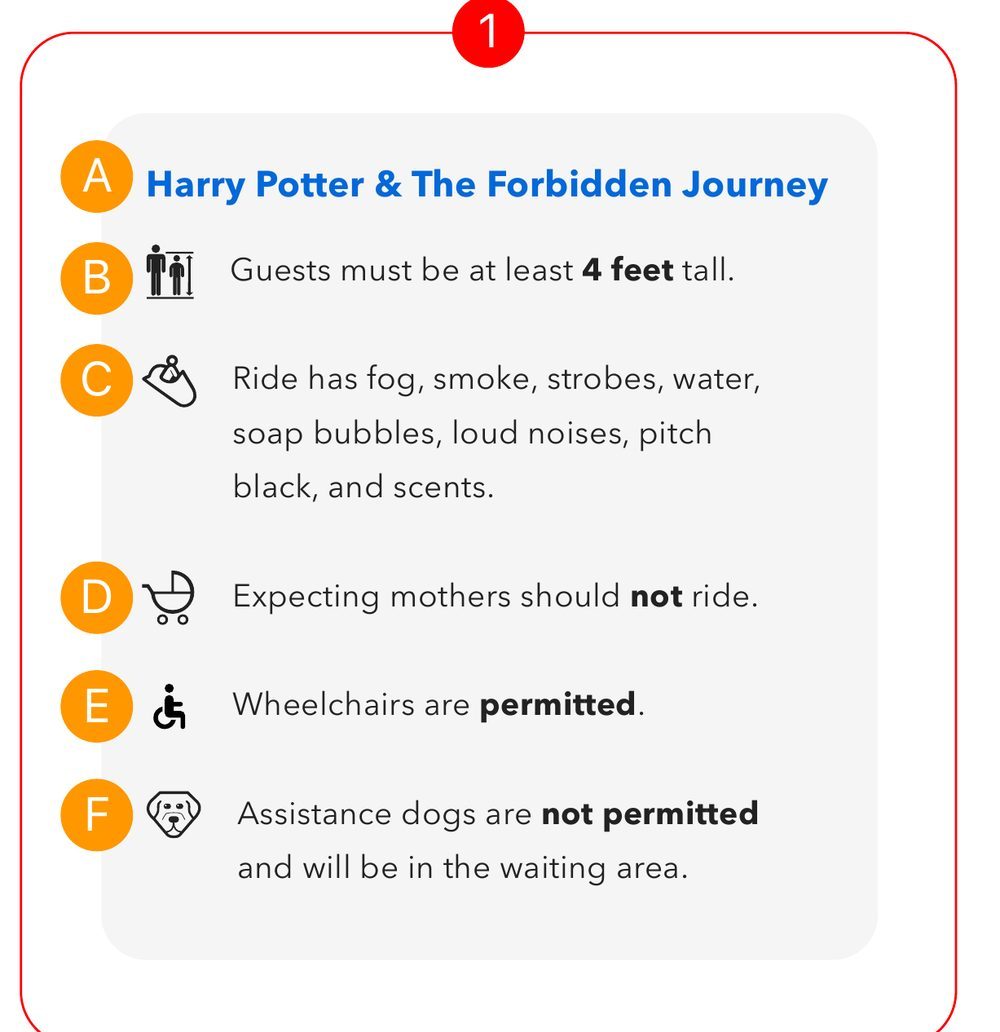 1
A
Harry Potter & The Forbidden Journey
B
Guests must be at least 4 feet tall.
C
Ride has fog, smoke, strobes, water,
soap bubbles, loud noises, pitch
black, and scents.
D
Expecting mothers should not ride.
E
Wheelchairs are permitted.
F
Assistance dogs are not permitted
and will be in the waiting area.